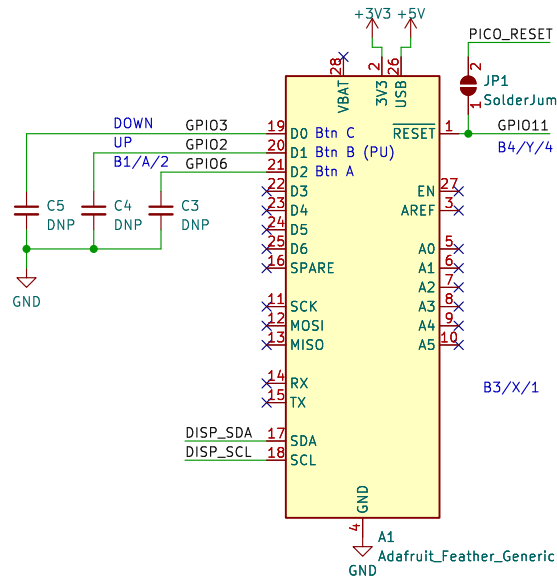 +3V3 +5V
PICO_RESET
28 2 26 2
VBAT 3V3 USB
JP1
1 SolderJum
DOWN GPIO3 19 D0 Btn C RESET 1 GPIO11
UP GPIO2 20 D1 Btn B (PU) B4/Y/4
B1/A/2 GPIO6 21 D2 Btn A
22 D3 EN 27
C5 C4 C3 23 D4 AREF 3
DNP DNP DNP 24 D5
25 D6 A0 5
16 SPARE A1 6
A2 7
GND
11 SCK A3 8
12 MOSI A4 9
13 MISO A5 10
14 RX B3/X/1
15 TX
DISP_SDA 17 SDA
DISP_SCL 18 SCL
GND
4
A1
Adafruit_Feather_Generic
GND